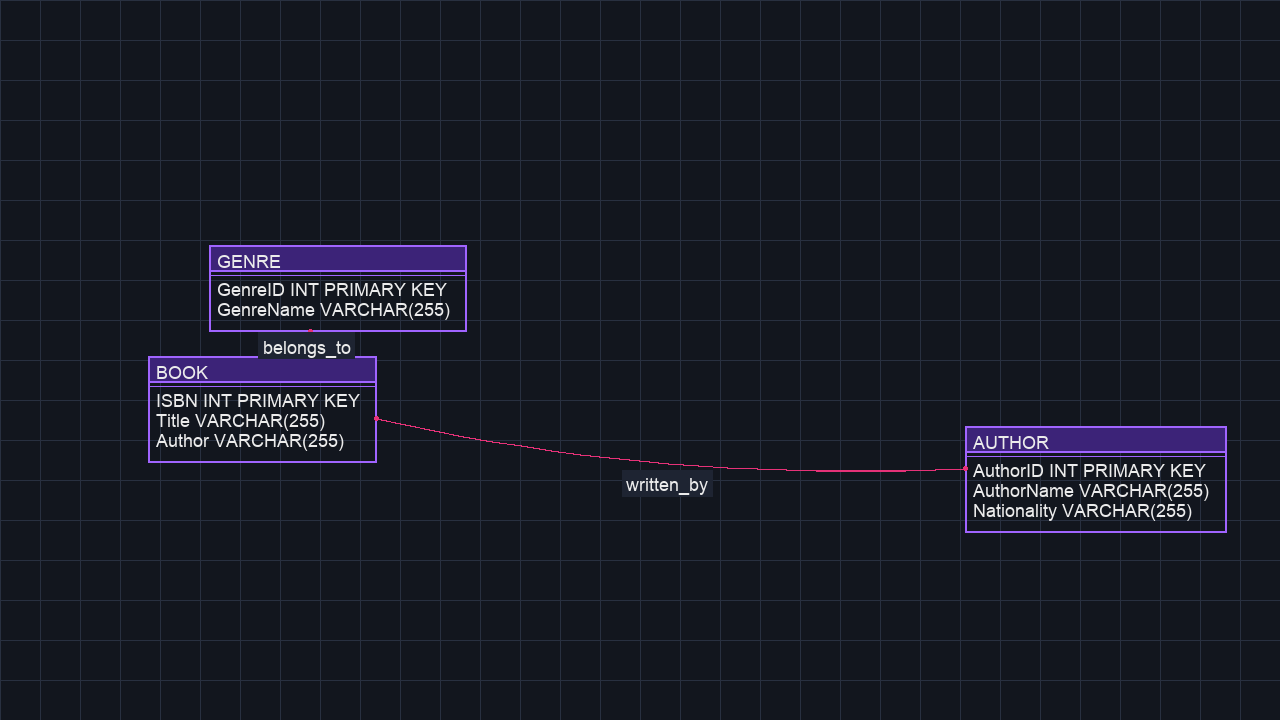 GENRE
GenreID INT PRIMARY KEY
GenreName VARCHAR(255)
belongs_to
BOOK
ISBN INT PRIMARY KEY
Title VARCHAR(255)
Author VARCHAR(255)
written_by
AUTHOR
AuthorID INT PRIMARY KEY
AuthorName VARCHAR(255)
Nationality VARCHAR(255)